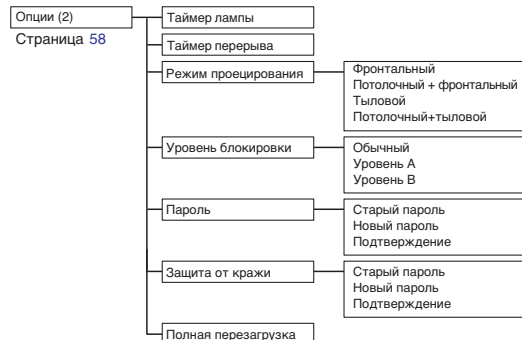 Опции (2)
Страница 58
Таймер лампы
Таймер перерыва
Режим проецирования
Фронтальный
Потолочный + фронтальный
Тыловой
Потолочный+тыловой
Уровень блокировки
Обычный
Уровень A
Уровень B
Пароль
Старый пароль
Новый пароль
Подтверждение
Защита от кражи
Старый пароль
Новый пароль
Подтверждение
Полная перезагрузка